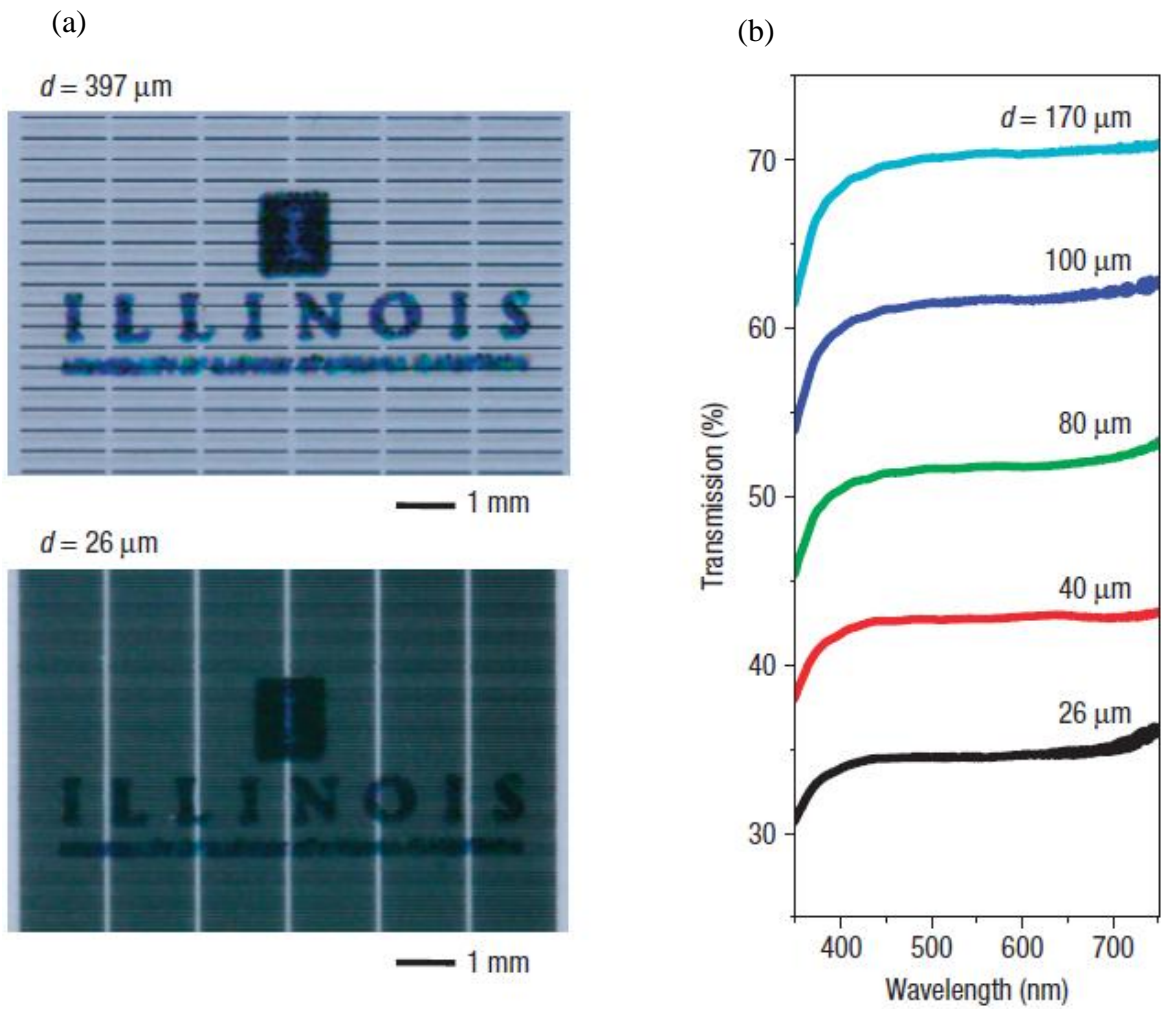 (a)
d = 397 μm
ILLINOIS
1 mm
d = 26 μm
ILLINOIS
1 mm
(b)
d = 170 μm
100 μm
80 μm
40 μm
26 μm
70
60
50
40
30
Transmission (%)
400 500 600 700
Wavelength (nm)